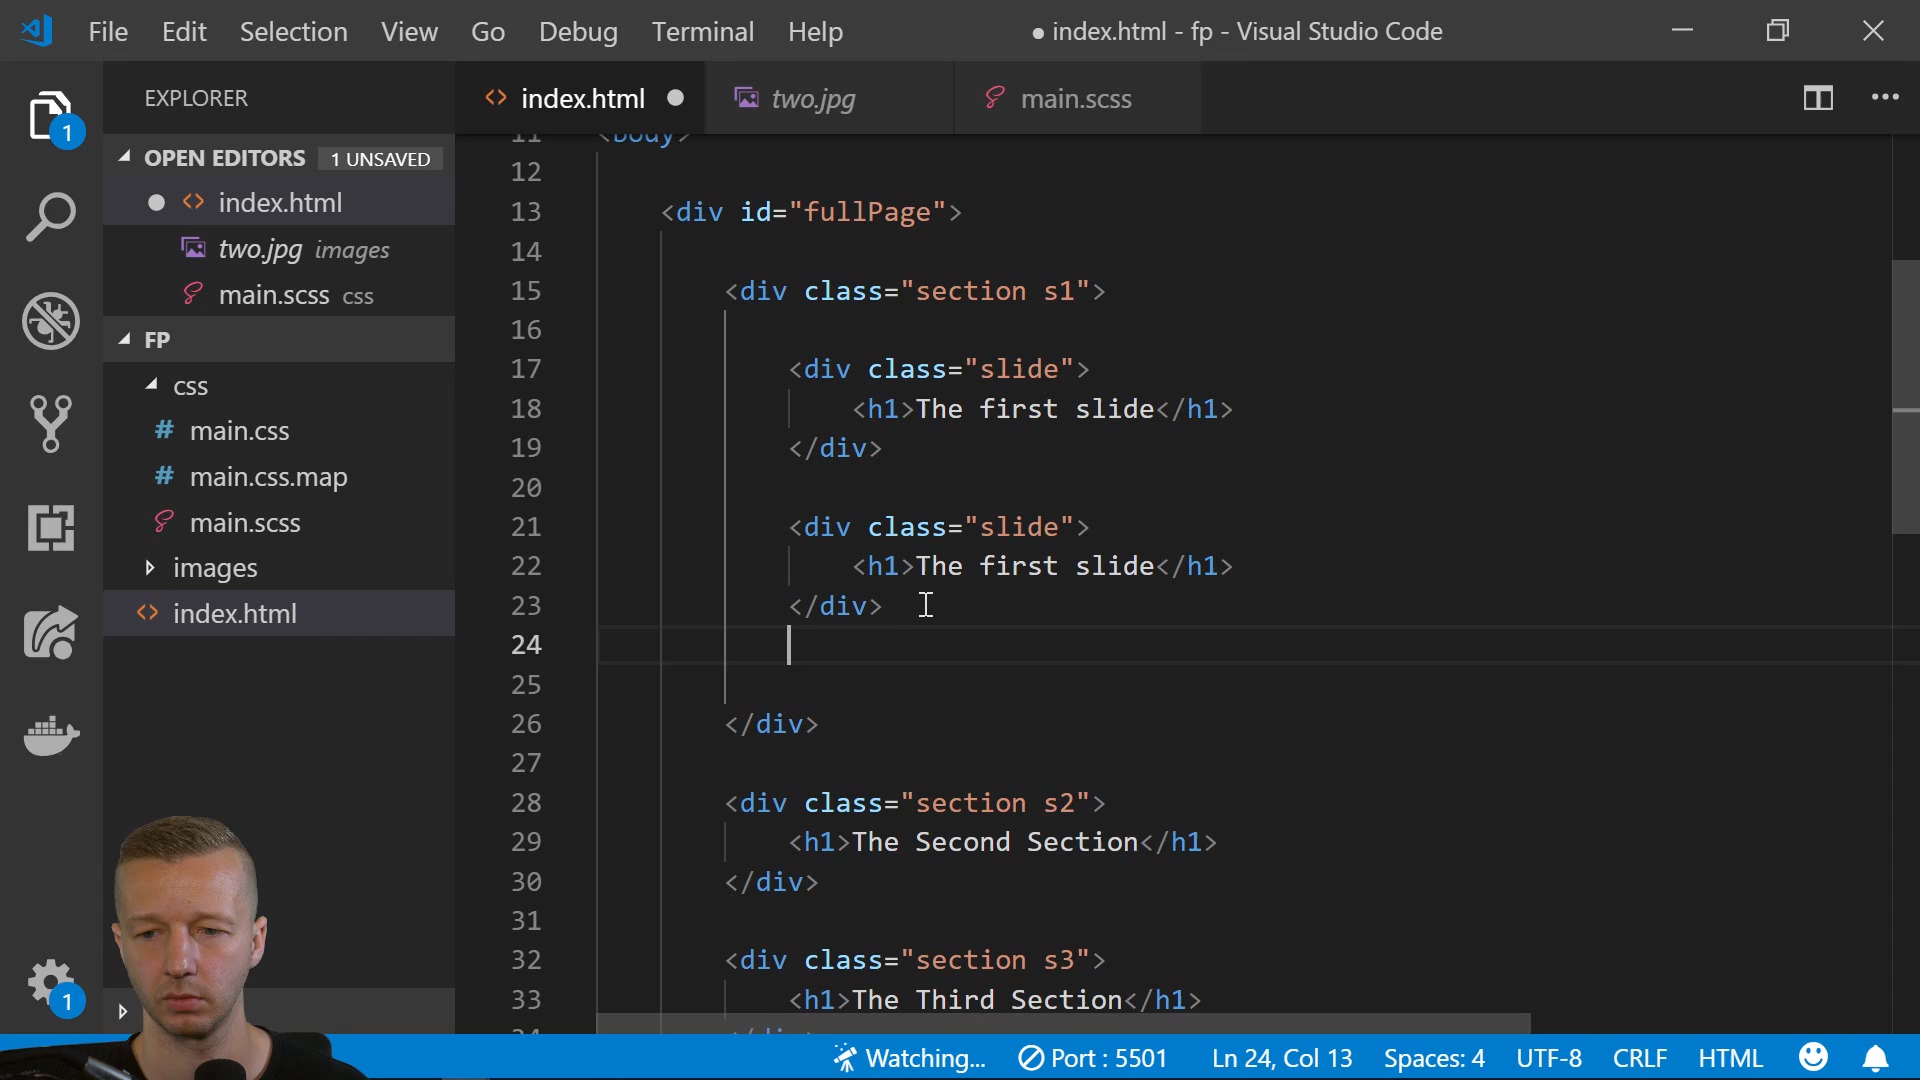 File Edit Selection View Go Debug Terminal Help ● index.html - fp - Visual Studio Code
EXPLORER
index.html two.jpg main.scss
1
OPEN EDITORS 1 UNSAVED
index.html
two.jpg images
main.scss css
FP
css
main.css
main.css.map
main.scss
images
index.html
11 <body>
12
13 <div id="fullPage">
14
15 <div class="section s1">
16
17 <div class="slide">
18 <h1>The first slide</h1>
19 </div>
20
21 <div class="slide">
22 <h1>The first slide</h1>
23 </div>
24
25
26 </div>
27
28 <div class="section s2">
29 <h1>The Second Section</h1>
30 </div>
31
32 <div class="section s3">
33 <h1>The Third Section</h1>
34 </div>
1
Watching... Port : 5501 Ln 24, Col 13 Spaces: 4 UTF-8 CRLF HTML